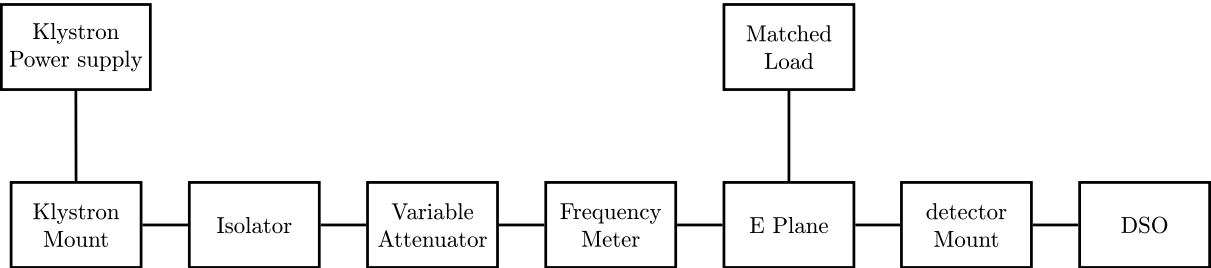 Klystron
Power supply
Matched
Load
Klystron
Mount
Isolator
Variable
Attenuator
Frequency
Meter
E Plane
detector
Mount
DSO